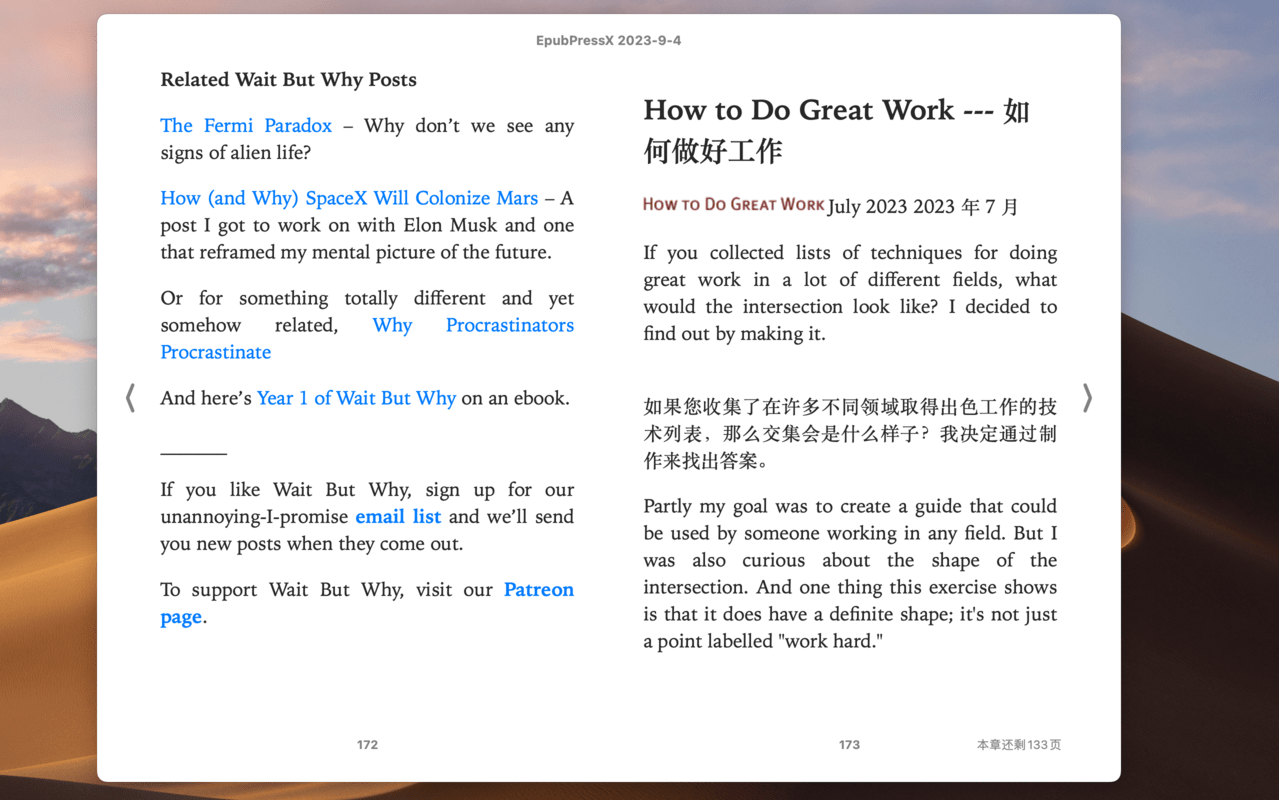 EpubPressX 2023-9-4
Related Wait But Why Posts
The Fermi Paradox – Why don’t we see any
signs of alien life?
How (and Why) SpaceX Will Colonize Mars – A
post I got to work on with Elon Musk and one
that reframed my mental picture of the future.
Or for something totally different and yet
somehow related, Why Procrastinators
Procrastinate
And here’s Year 1 of Wait But Why on an ebook.
If you like Wait But Why, sign up for our
unannoying-I-promise email list and we’ll send
you new posts when they come out.
To support Wait But Why, visit our Patreon
page.
172
How to Do Great Work --- 如
何做好工作
How to Do Great Work July 2023 2023 年 7 月
If you collected lists of techniques for doing
great work in a lot of different fields, what
would the intersection look like? I decided to
find out by making it.
如果您收集了在许多不同领域取得出色工作的技
术列表，那么交集会是什么样子？我决定通过制
作来找出答案。
Partly my goal was to create a guide that could
be used by someone working in any field. But I
was also curious about the shape of the
intersection. And one thing this exercise shows
is that it does have a definite shape; it's not just
a point labelled "work hard."
173
本章还剩133页